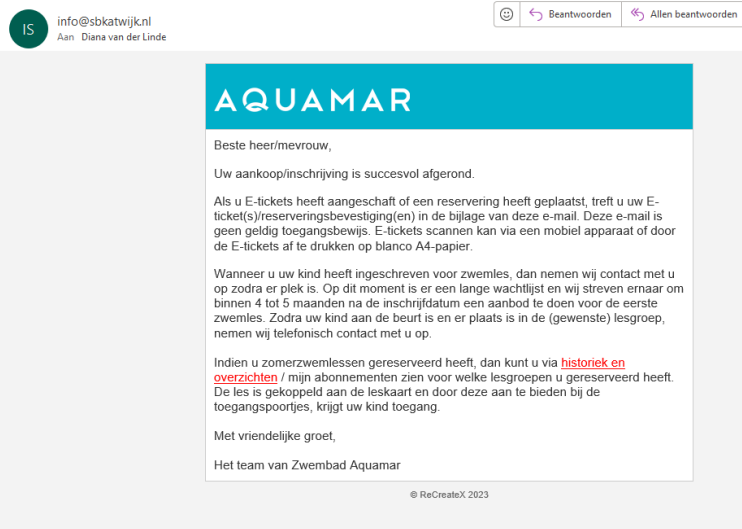 IS
info@sbkatwijk.nl
Aan Diana van der Linde
Beantwoorden
Allen beantwoorden
AQUAMAR
Beste heer/mevrouw,
Uw aankoop/inschrijving is succesvol afgerond.
Als u E-tickets heeft aangeschaft of een reservering heeft geplaatst, treft u uw E-
ticket(s)/reserveringsbevestiging(en) in de bijlage van deze e-mail. Deze e-mail is
geen geldig toegangsbewijs. E-tickets scannen kan via een mobiel apparaat of door
de E-tickets af te drukken op blanco A4-papier.
Wanneer u uw kind heeft ingeschreven voor zwemles, dan nemen wij contact met u
op zodra er plek is. Op dit moment is er een lange wachtlijst en wij streven ernaar om
binnen 4 tot 5 maanden na de inschrijfdatum een aanbod te doen voor de eerste
zwemles. Zodra uw kind aan de beurt is en er plaats is in de (gewenste) lesgroep,
nemen wij telefonisch contact met u op.
Indien u zomerzwemlessen gereserveerd heeft, dan kunt u via historiek en
overzichten / mijn abonnementen zien voor welke lesgroepen u gereserveerd heeft.
De les is gekoppeld aan de leskaart en door deze aan te bieden bij de
toegangspoortjes, krijgt uw kind toegang.
Met vriendelijke groet,
Het team van Zwembad Aquamar
© ReCreateX 2023